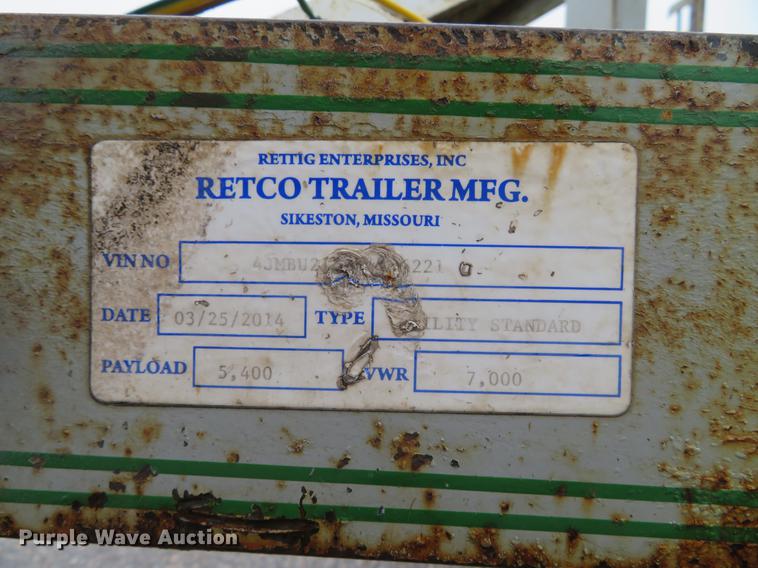 RETTIG ENTERPRISES, INC
RETCO TRAILER MFG.
SIKESTON, MISSOURI
VIN NO 221
DATE 03/25/2014 TYPE STANDARD
PAYLOAD 5,400 VWR 7,000
Purple Wave Auction